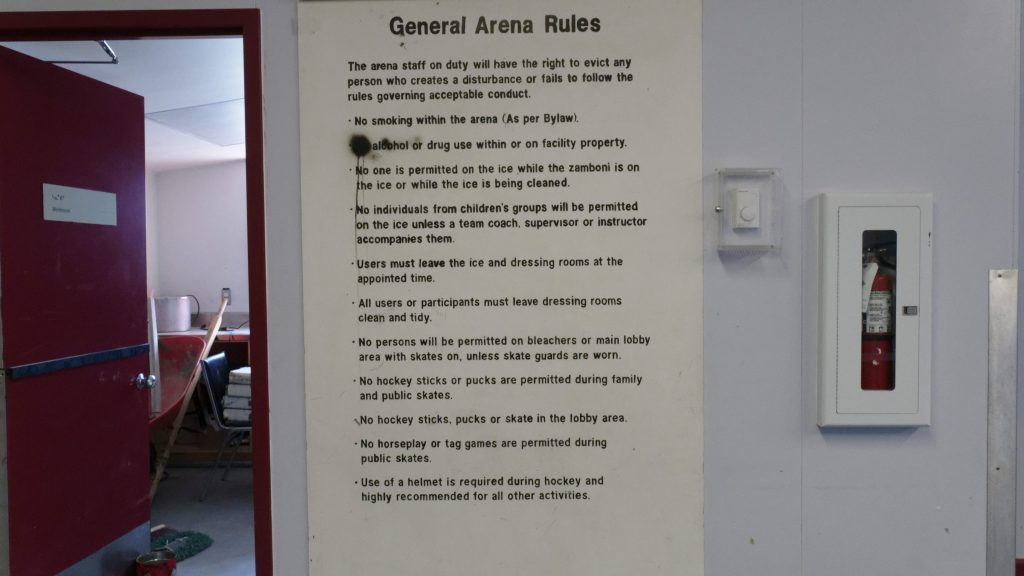 General Arena Rules
The arena staff on duty will have the right to evict any
person who creates a disturbance or fails to follow the
rules governing acceptable conduct.
· No smoking within the arena (As per Bylaw).
alcohol or drug use within or on facility property.
· No one is permitted on the ice while the zamboni is on
the ice or while the ice is being cleaned.
· No individuals from children's groups will be permitted
on the ice unless a team coach, supervisor or instructor
accompanies them.
· Users must leave the ice and dressing rooms at the
appointed time.
· All users or participants must leave dressing rooms
clean and tidy.
· No persons will be permitted on bleachers or main lobby
area with skates on, unless skate guards are worn.
· No hockey sticks or pucks are permitted during family
and public skates.
· No hockey sticks, pucks or skate in the lobby area.
· No horseplay or tag games are permitted during
public skates.
· Use of a helmet is required during hockey and
highly recommended for all other activities.